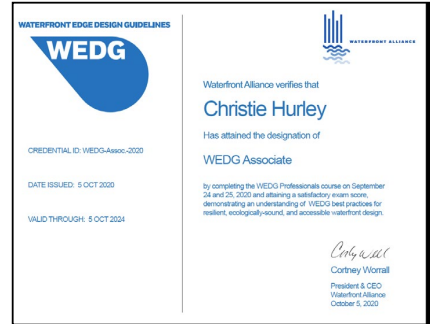 WATERFRONT EDGE DESIGN GUIDELINES
WEDG
CREDENTIAL ID: WEDG-Assoc.-2020
DATE ISSUED: 5 OCT 2020
VALID THROUGH: 5 OCT 2024
WATERFRONT ALLIANCE
Waterfront Alliance verifies that
Christie Hurley
Has attained the designation of
WEDG Associate
by completing the WEDG Professionals course on September
24 and 25, 2020 and attaining a satisfactory exam score,
demonstrating an understanding of WEDG best practices for
resilient, ecologically-sound, and accessible waterfront design.
Cortney Worrall
President & CEO
Waterfront Alliance
October 5, 2020